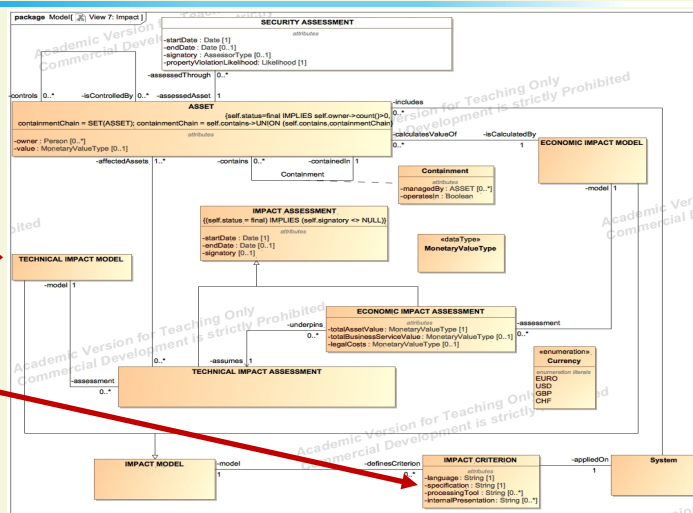 package Model[ View 7: Impact ]
SECURITY ASSESSMENT
attributes
-startDate : Date [1]
-endDate : Date [0..1]
-signatory : AssessorType [0..1]
-propertyViolationLikelihood: Likelihood [1]
-assessedThrough 0..*
-controls 0..* -isControlledBy 0..* -assessedAsset 1
ASSET
{self.status=final IMPLIES self.owner->count()>0,
containmentChain = SET(ASSET); containmentChain = self.contains->UNION (self.contains,containmentChain)
attributes
-owner : Person [0..*]
-value : MonetaryValueType [0..1]
-includes
-calculatesValueOf -isCalculatedBy
0..* 1
ECONOMIC IMPACT MODEL
-affectedAssets 1..* -contains 0..* -containedIn 1
Containment
Containment
attributes
-managedBy : ASSET [0..*]
-operatesIn : Boolean
-model 1
IMPACT ASSESSMENT
{(self.status = final) IMPLIES (self.signatory <> NULL)}
attributes
-startDate : Date [1]
-endDate : Date [0..1]
-signatory [0..1]
«dataType»
MonetaryValueType
TECHNICAL IMPACT MODEL
-model 1
ECONOMIC IMPACT ASSESSMENT
attributes
-totalAssetValue : MonetaryValueType [1]
-totalBusinessServiceValue : MonetaryValueType [0..1]
-legalCosts : MonetaryValueType [0..1]
-underpins
0..*
-assessment
0..*
«enumeration»
Currency
enumeration literals
EURO
USD
GBP
CHF
0..* -assumes 1
TECHNICAL IMPACT ASSESSMENT
-assessment
0..*
IMPACT MODEL
-model
1
-definesCriterion
0..*
IMPACT CRITERION
attributes
-language : String [1]
-specification : String [1]
-processingTool : String [0..*]
-internalPresentation : String [0..*]
-appliedOn
1
System
Academic Version for Teaching Only
Commercial Development is strictly Prohibited